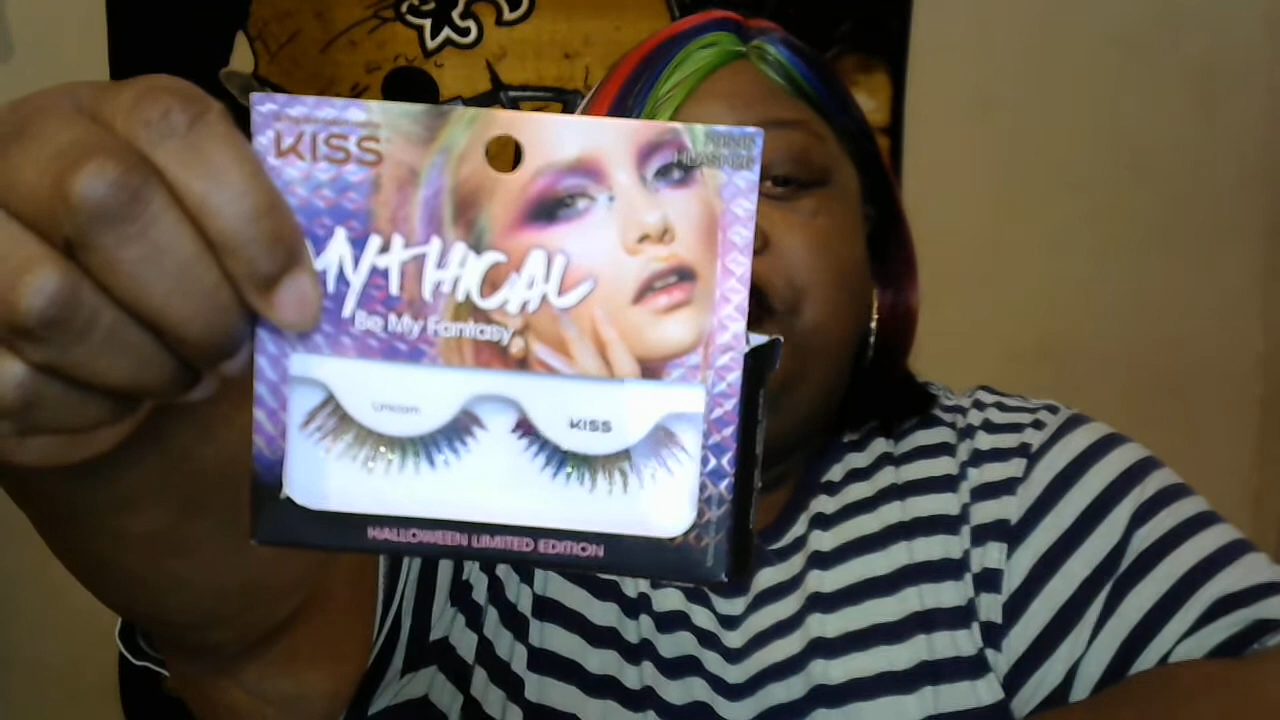 KISS
MYTHICAL
Be My Fantasy
Unicorn
KISS
HALLOWEEN LIMITED EDITION